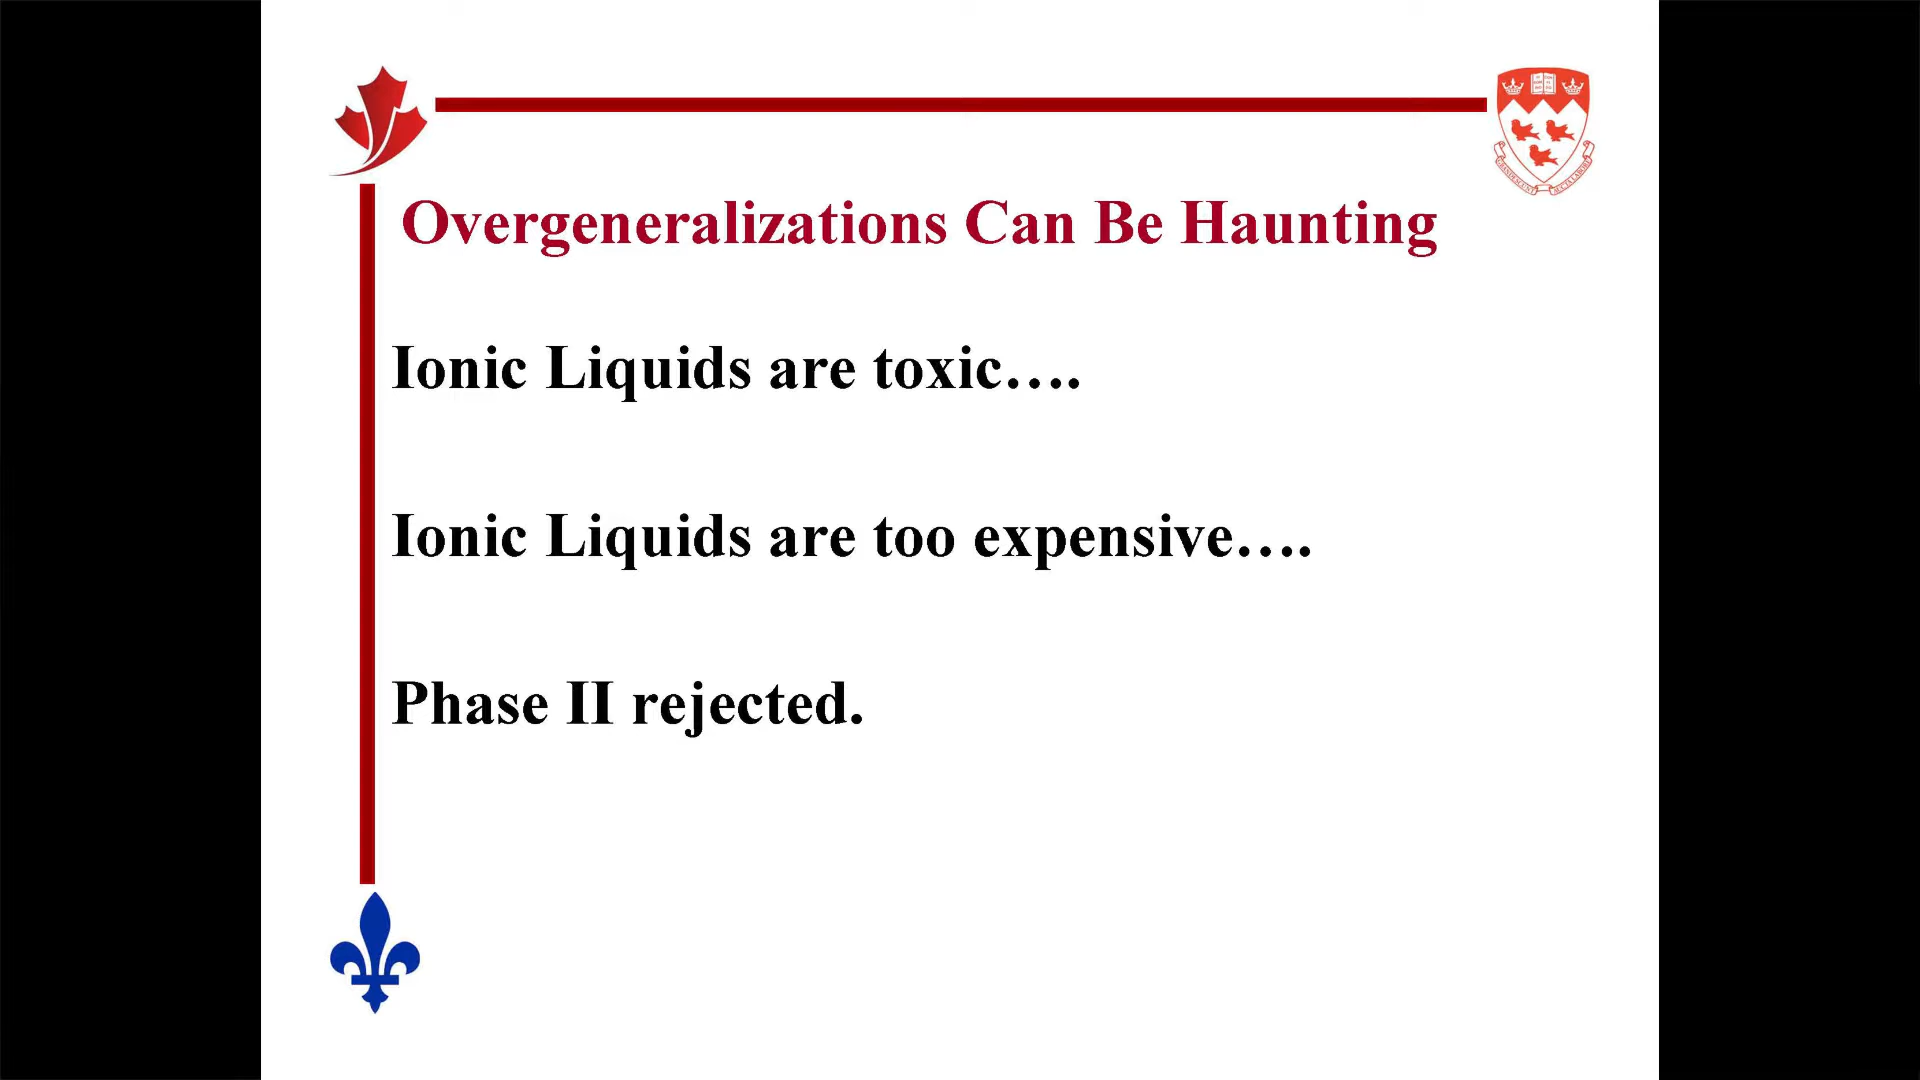 Overgeneralizations Can Be Haunting
Ionic Liquids are toxic….
Ionic Liquids are too expensive….
Phase II rejected.